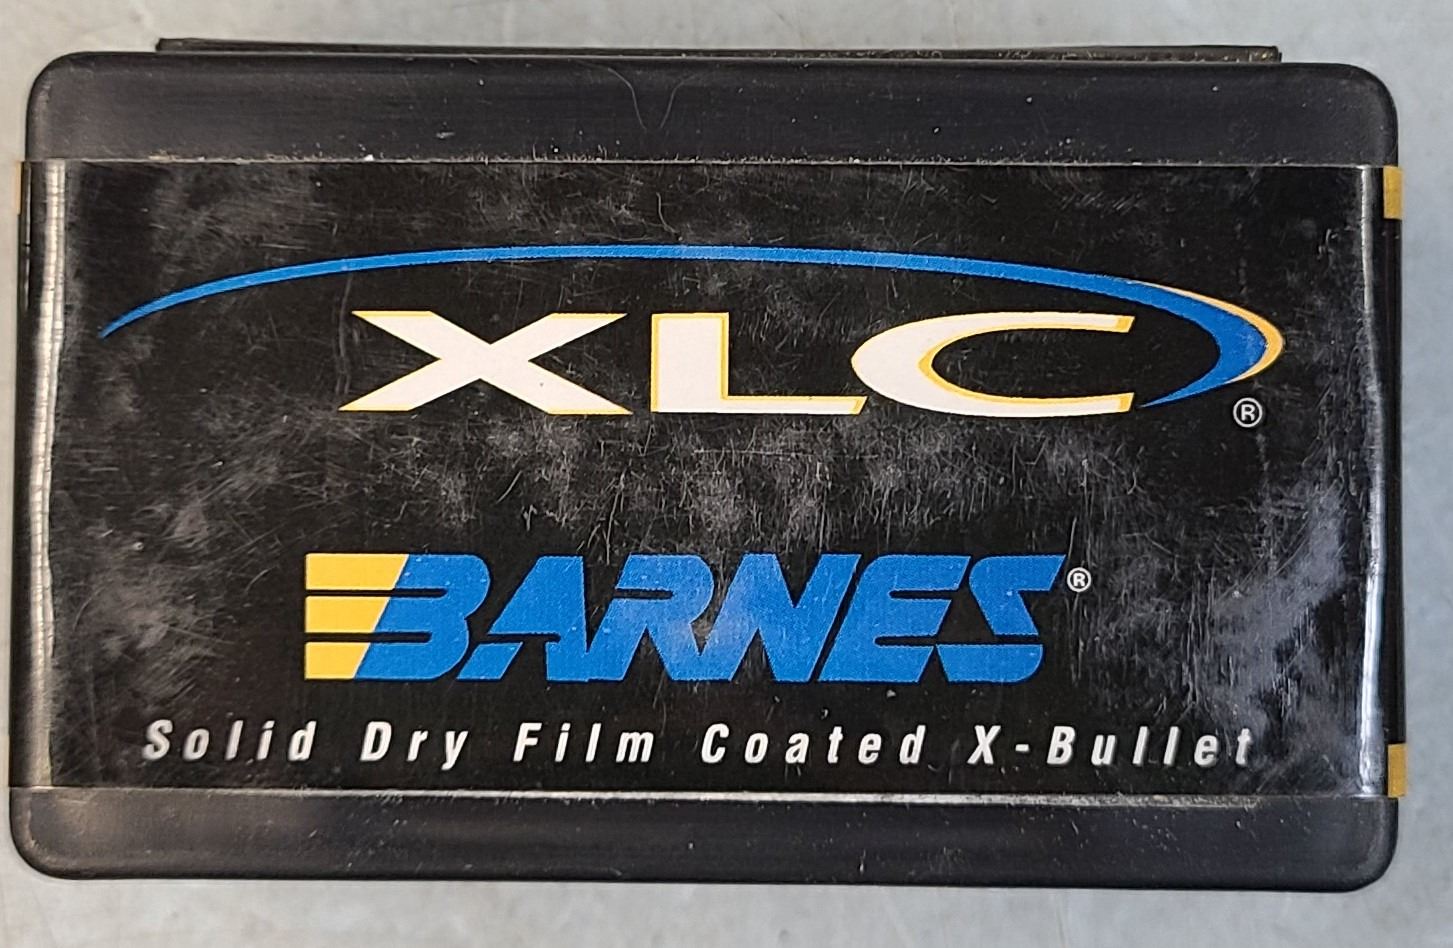 XLC®
BARNES®
Solid Dry Film Coated X-Bullet